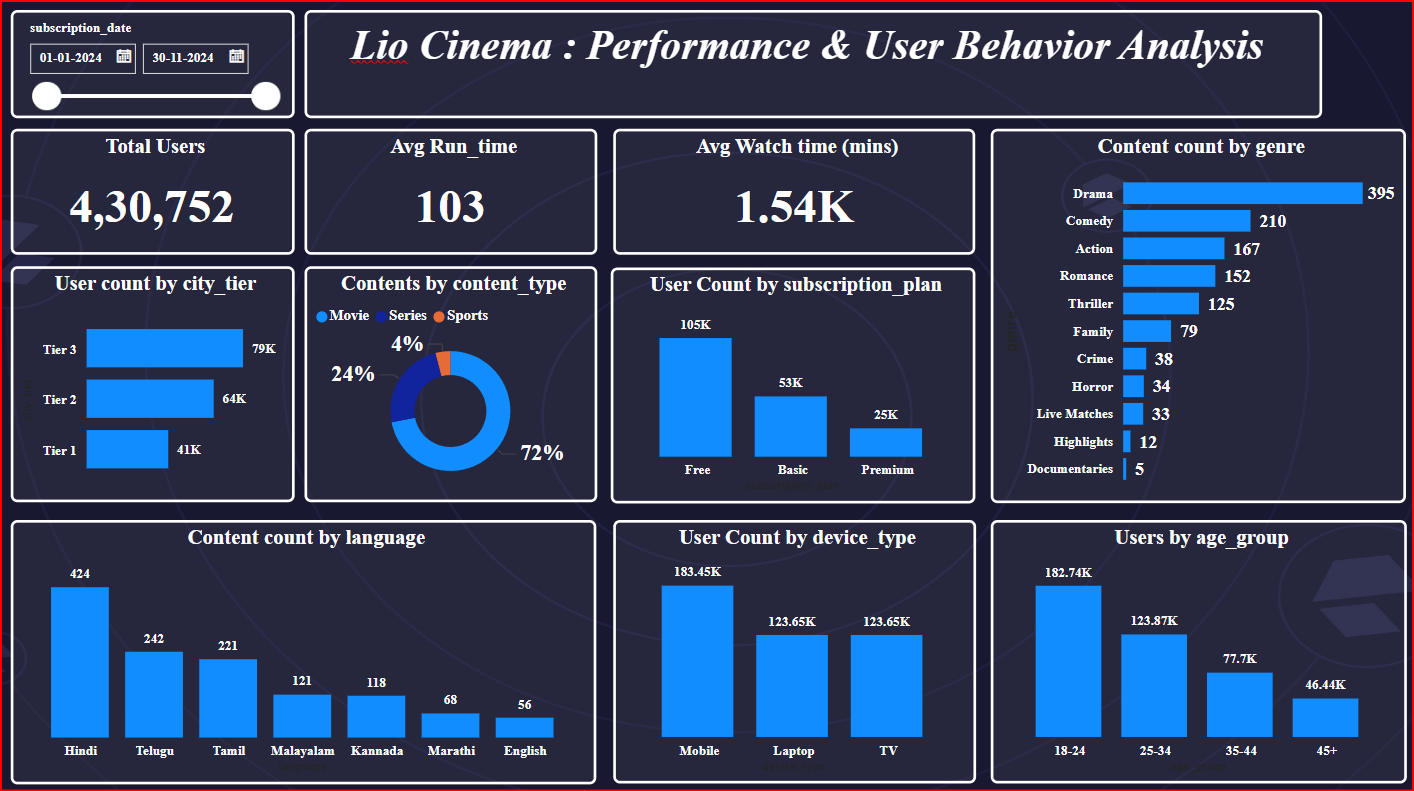 subscription_date
01-01-2024 30-11-2024
Lio Cinema : Performance & User Behavior Analysis
Total Users
4,30,752
Avg Run_time
103
Avg Watch time (mins)
1.54K
Content count by genre
Drama 395
Comedy 210
Action 167
Romance 152
Thriller 125
Family 79
Crime 38
Horror 34
Live Matches 33
Highlights 12
Documentaries 5
User count by city_tier
Tier 3 79K
Tier 2 64K
Tier 1 41K
Contents by content_type
Movie Series Sports
4%
24%
72%
User Count by subscription_plan
105K
53K
25K
Free Basic Premium
Content count by language
424
242
221
121
118
68
56
Hindi Telugu Tamil Malayalam Kannada Marathi English
User Count by device_type
183.45K
123.65K 123.65K
Mobile Laptop TV
Users by age_group
182.74K
123.87K
77.7K
46.44K
18-24 25-34 35-44 45+